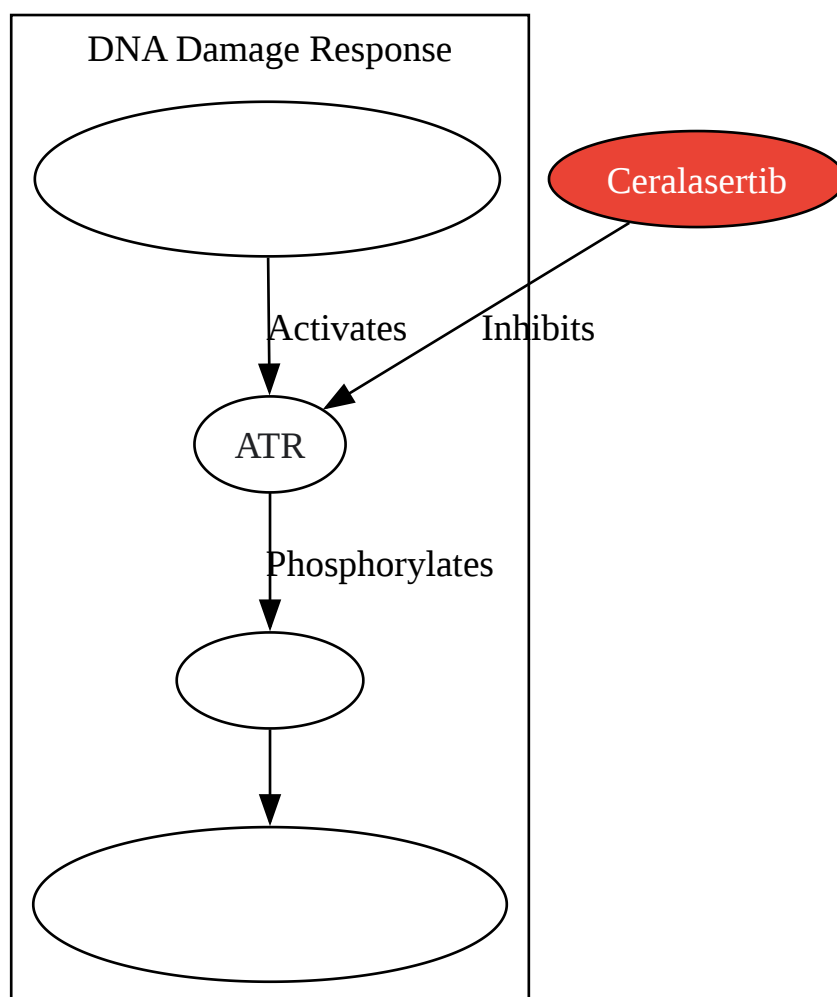 DNA Damage Response
Ceralasertib
Activates
Inhibits
ATR
Phosphorylates